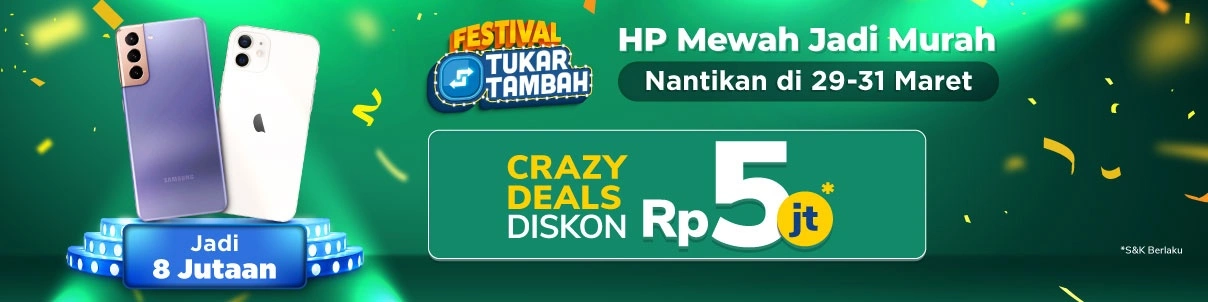 FESTIVAL
TUKAR
TAMBAH
HP Mewah Jadi Murah
Nantikan di 29-31 Maret
CRAZY
DEALS
DISKON
Rp5jt*
SAMSUNG
Jadi
8 Jutaan
*S&K Berlaku